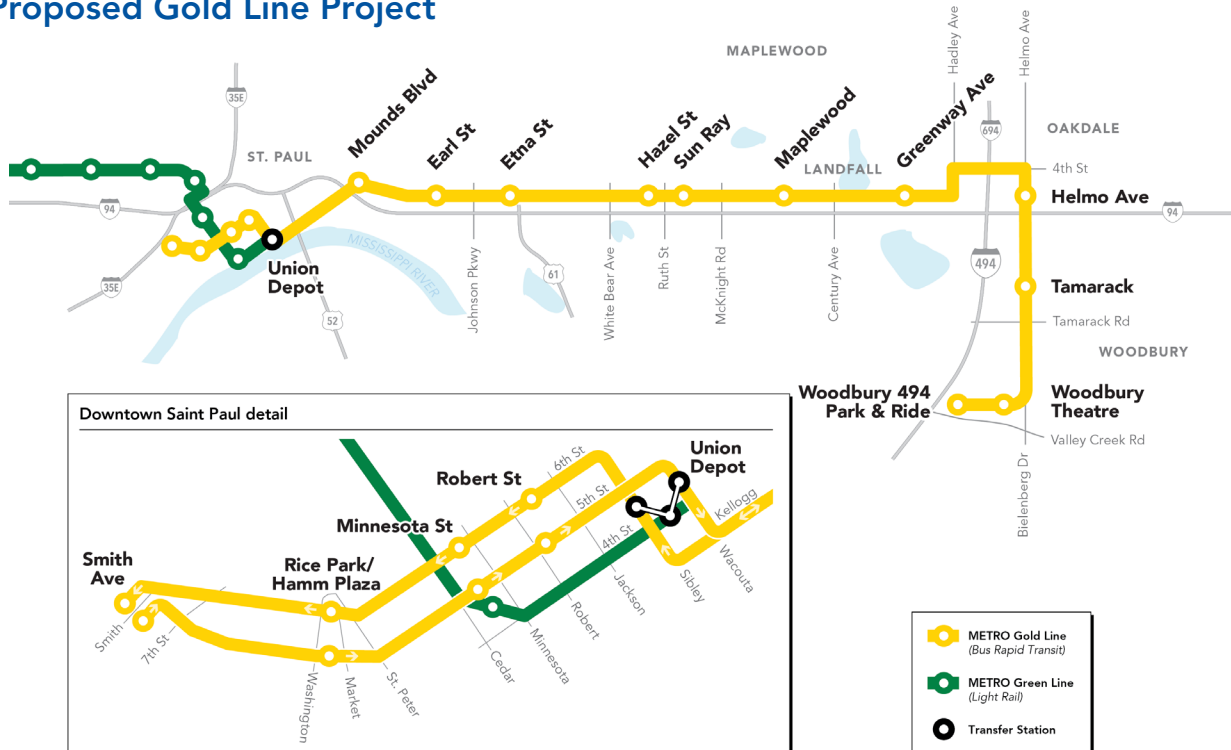 Proposed Gold Line Project
MAPLEWOOD
Hadley Ave
Helmo Ave
35E
ST. PAUL
Mounds Blvd
Earl St
Etna St
Hazel St
Sun Ray
Maplewood
LANDFALL
Greenway Ave
694
OAKDALE
4th St
Helmo Ave
94
94
Union
Depot
MISSISSIPPI RIVER
35E
52
Johnson Pkwy
61
White Bear Ave
Ruth St
McKnight Rd
Century Ave
494
Tamarack
Tamarack Rd
WOODBURY
Woodbury 494
Park & Ride
Woodbury
Theatre
Valley Creek Rd
Bielenberg Dr
Downtown Saint Paul detail
Union
Depot
Robert St
6th St
5th St
4th St
Kellogg
Minnesota St
Smith
Ave
Rice Park/
Hamm Plaza
Smith
7th St
Washington
Market
St. Peter
Cedar
Minnesota
Robert
Jackson
Sibley
Wacouta
METRO Gold Line
(Bus Rapid Transit)
METRO Green Line
(Light Rail)
Transfer Station